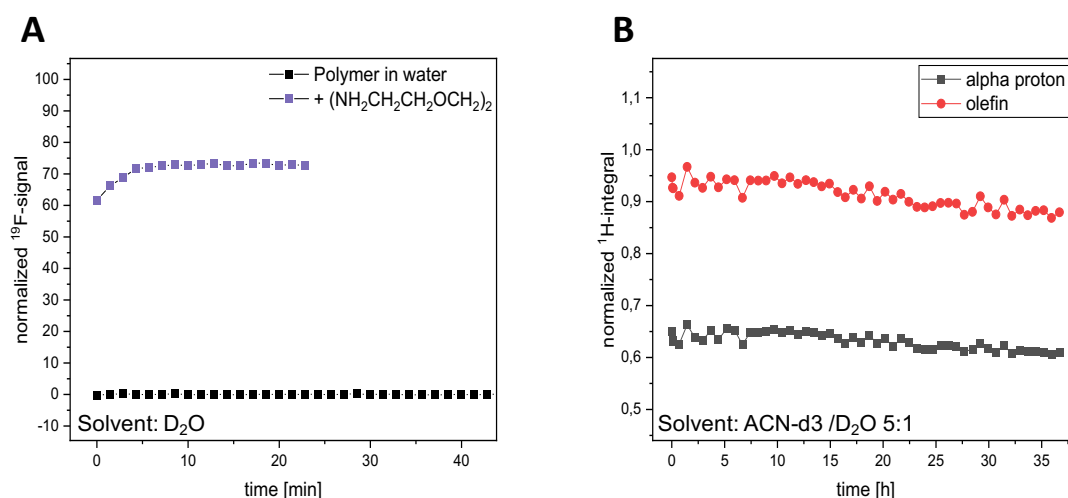 A
normalized ¹⁹F-signal
100
90
80
70
60
50
40
30
20
10
0
-10
Polymer in water
+ (NH₂CH₂CH₂OCH₂)₂
Solvent: D₂O
0
20
40
time [min]
B
normalized ¹H-integral
1,1
1,0
0,9
0,8
0,7
0,6
0,5
alpha proton
olefin
Solvent: ACN-d3 /D₂O 5:1
0
5
10
15
20
25
30
35
time [h]